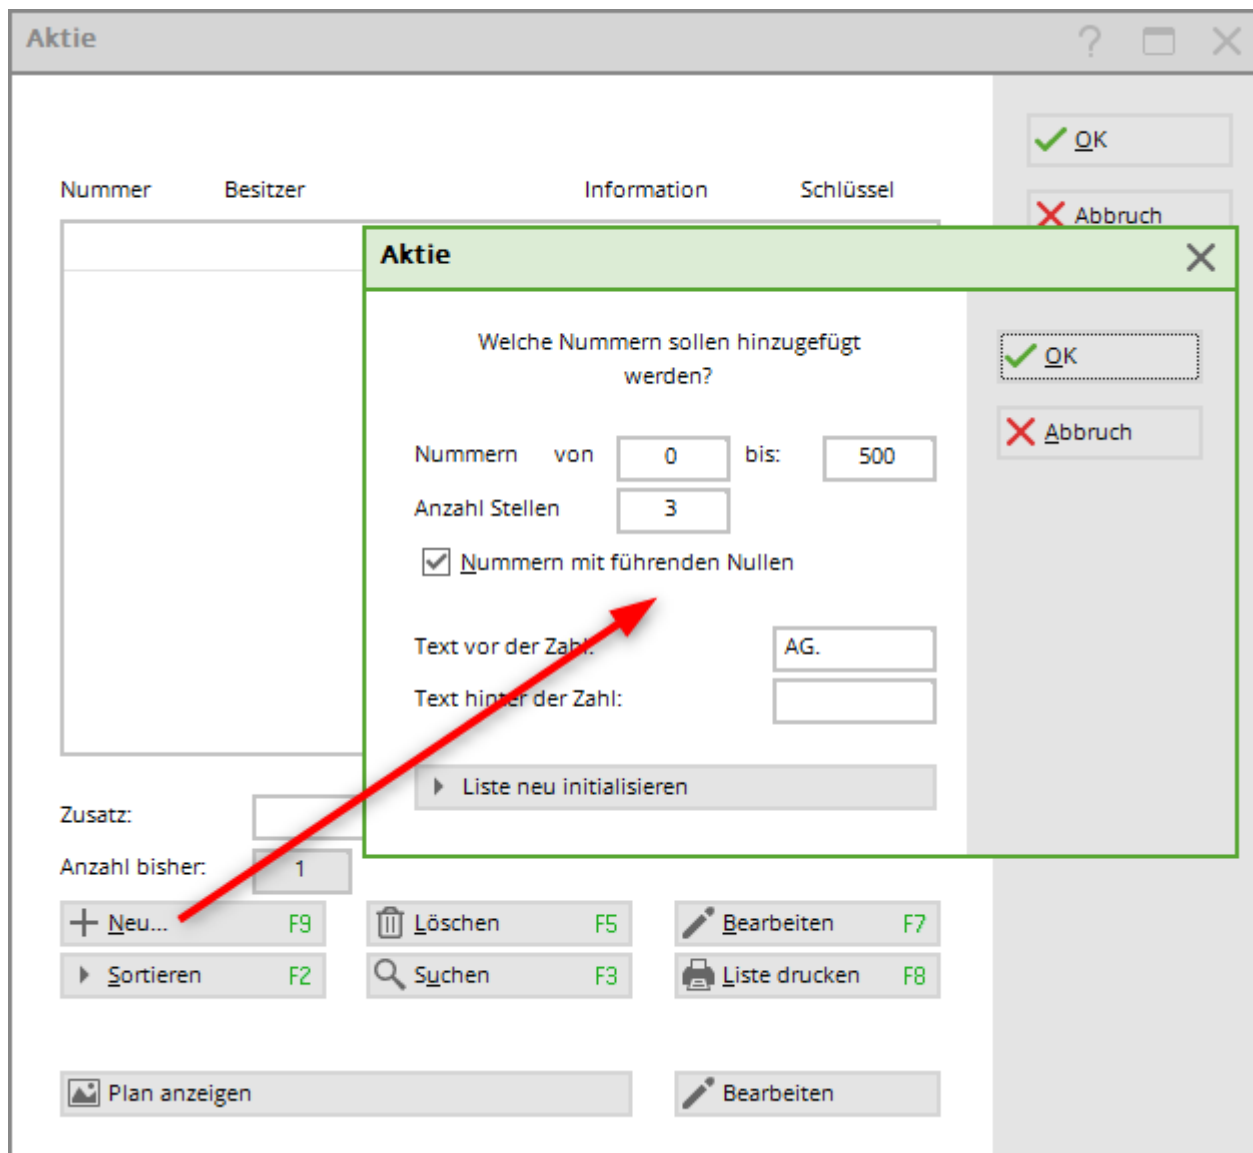 Aktie
OK
Abbruch
Nummer Besitzer Information Schlüssel
Aktie
Welche Nummern sollen hinzugefügt
werden?
OK
Abbruch
Nummern von 0 bis: 500
Anzahl Stellen 3
Nummern mit führenden Nullen
Text vor der Zahl: AG.
Text hinter der Zahl:
Liste neu initialisieren
Zusatz:
Anzahl bisher: 1
Neu... F9 Löschen F5 Bearbeiten F7
Sortieren F2 Suchen F3 Liste drucken F8
Plan anzeigen Bearbeiten